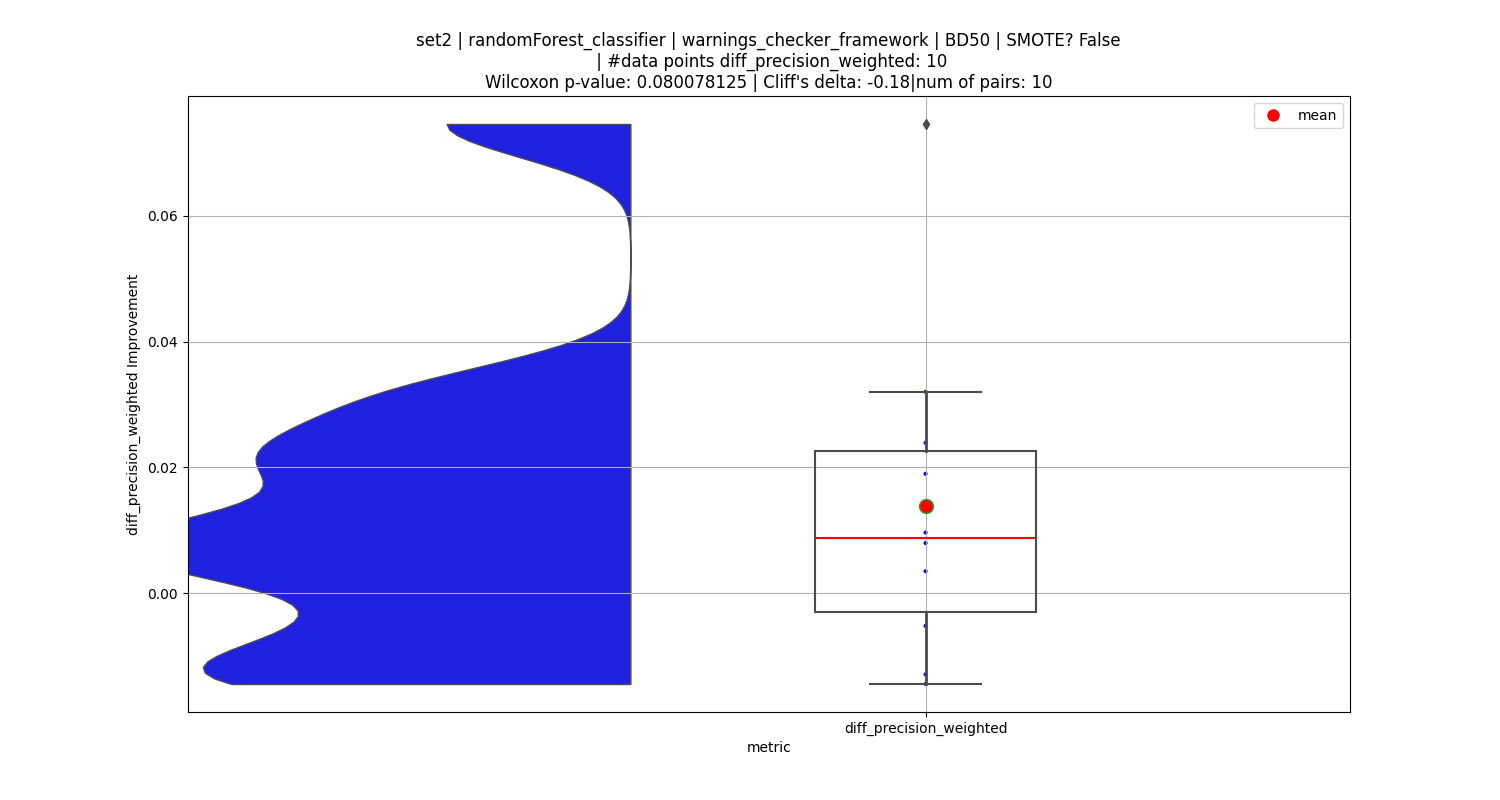 set2 | randomForest_classifier | warnings_checker_framework | BD50 | SMOTE? False
| #data points diff_precision_weighted: 10
Wilcoxon p-value: 0.080078125 | Cliff's delta: -0.18|num of pairs: 10
mean
0.06
0.04
0.02
0.00
diff_precision_weighted Improvement
diff_precision_weighted
metric